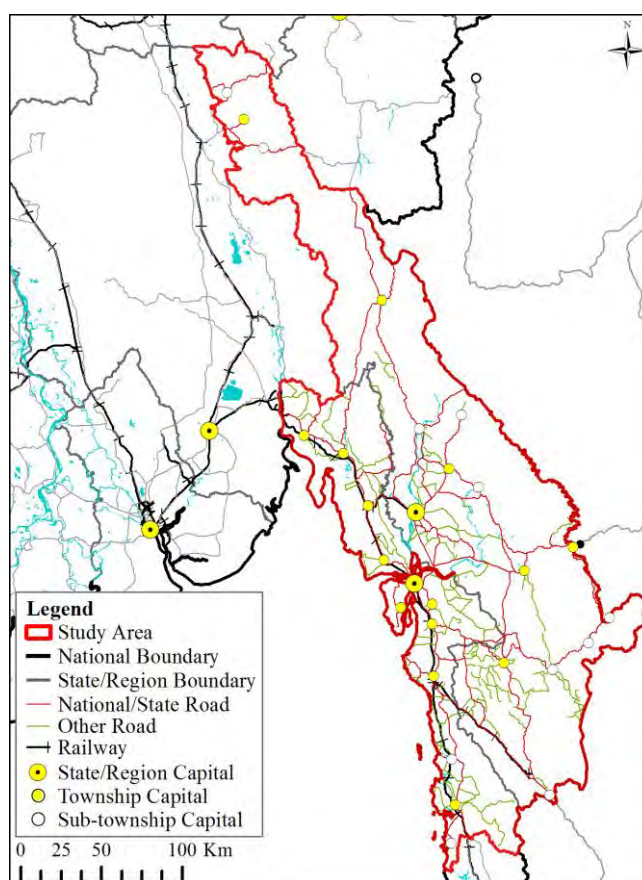 N
Legend
Study Area
National Boundary
State/Region Boundary
National/State Road
Other Road
Railway
State/Region Capital
Township Capital
Sub-township Capital
0 25 50 100 Km